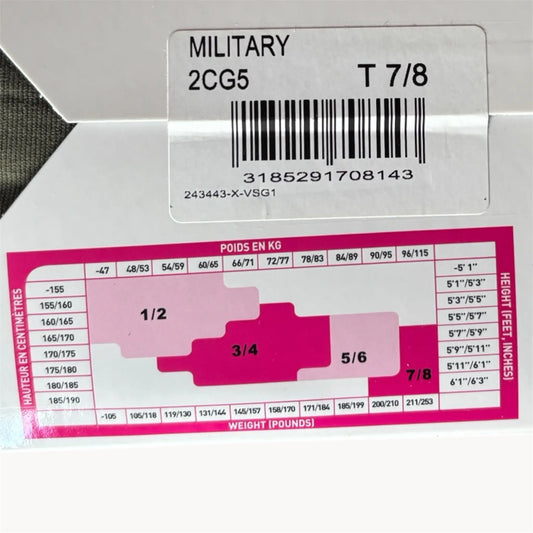 MILITARY
2CG5 T 7/8
3185291708143
243443-X-VSG1
POIDS EN KG
-47 48/53 54/59 60/65 66/71 72/77 78/83 84/89 90/95 96/115
HAUTEUR EN CENTIMÈTRES
-155
155/160
160/165
165/170
170/175
175/180
180/185
185/190
1/2
3/4
5/6
7/8
-5' 1''
5'1''/5'3''
5'3''/5'5''
5'5''/5'7''
5'7''/5'9''
5'9''/5'11''
5'11''/6'1''
6'1''/6'3''
HEIGHT (FEET, INCHES)
-105 105/118 119/130 131/144 145/157 158/170 171/184 185/199 200/210 211/253
WEIGHT (POUNDS)